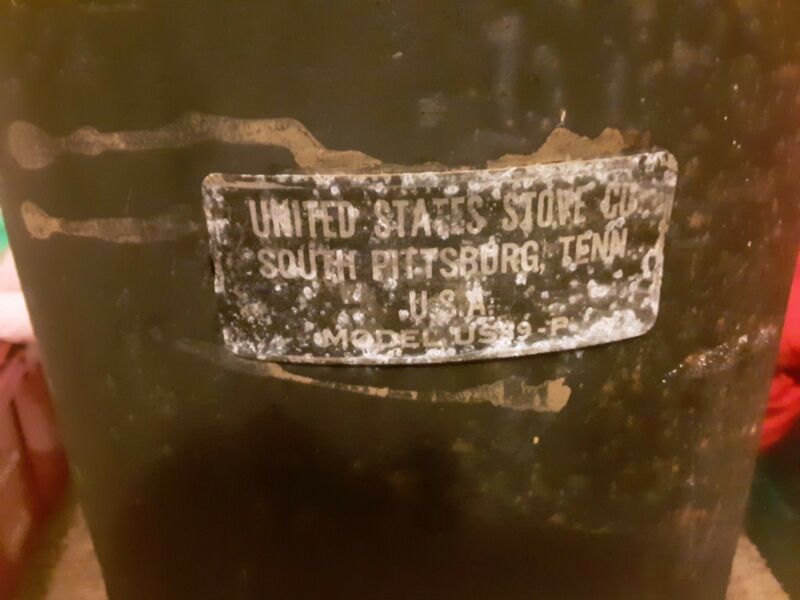 UNITED STATES STOVE CO.
SOUTH PITTSBURG, TENN.
U.S.A.
MODEL